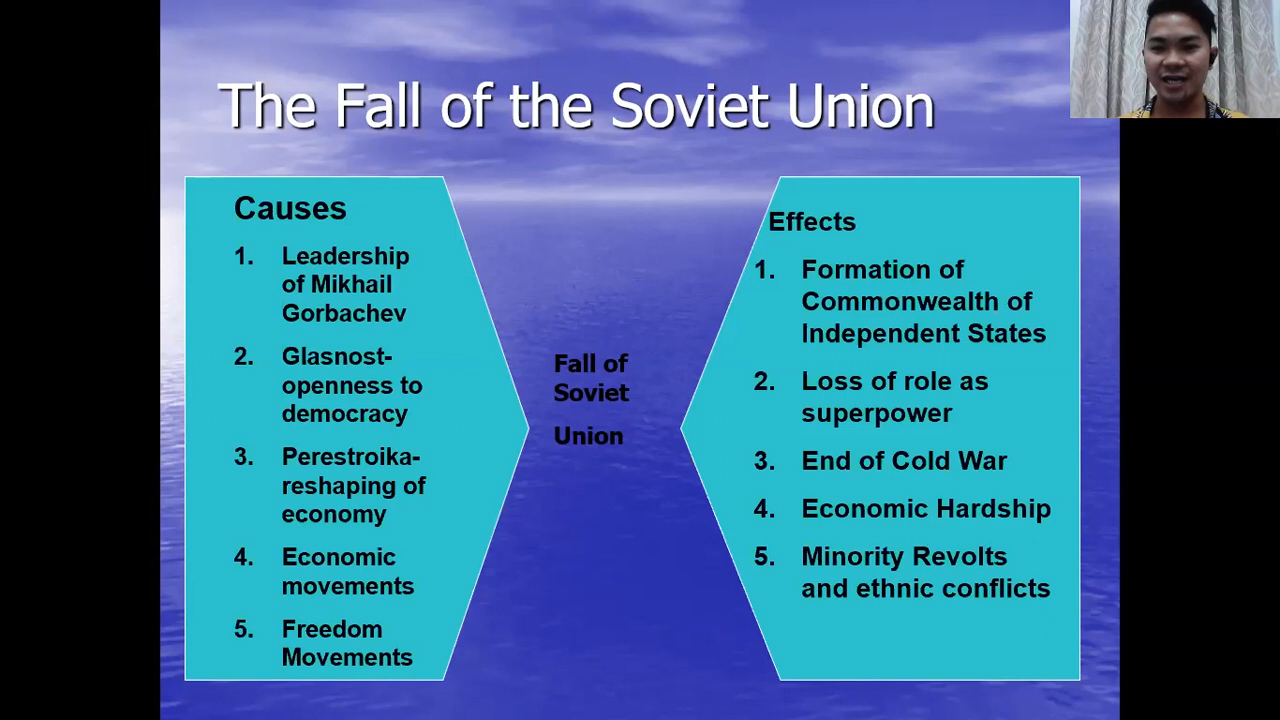 The Fall of the Soviet Union
Causes
1. Leadership
of Mikhail
Gorbachev
2. Glasnost-
openness to
democracy
3. Perestroika-
reshaping of
economy
4. Economic
movements
5. Freedom
Movements
Fall of
Soviet
Union
Effects
1. Formation of
Commonwealth of
Independent States
2. Loss of role as
superpower
3. End of Cold War
4. Economic Hardship
5. Minority Revolts
and ethnic conflicts